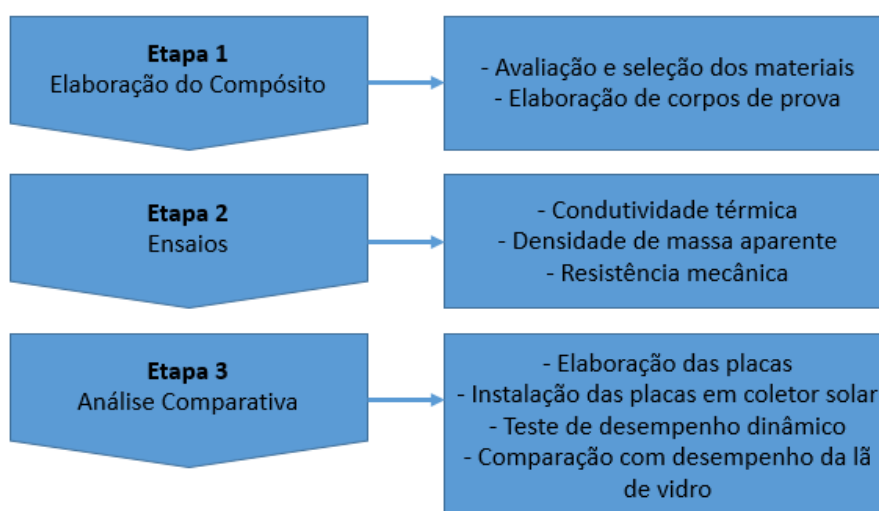 Etapa 1
Elaboração do Compósito
- Avaliação e seleção dos materiais
- Elaboração de corpos de prova
Etapa 2
Ensaios
- Condutividade térmica
- Densidade de massa aparente
- Resistência mecânica
Etapa 3
Análise Comparativa
- Elaboração das placas
- Instalação das placas em coletor solar
- Teste de desempenho dinâmico
- Comparação com desempenho da lã
de vidro